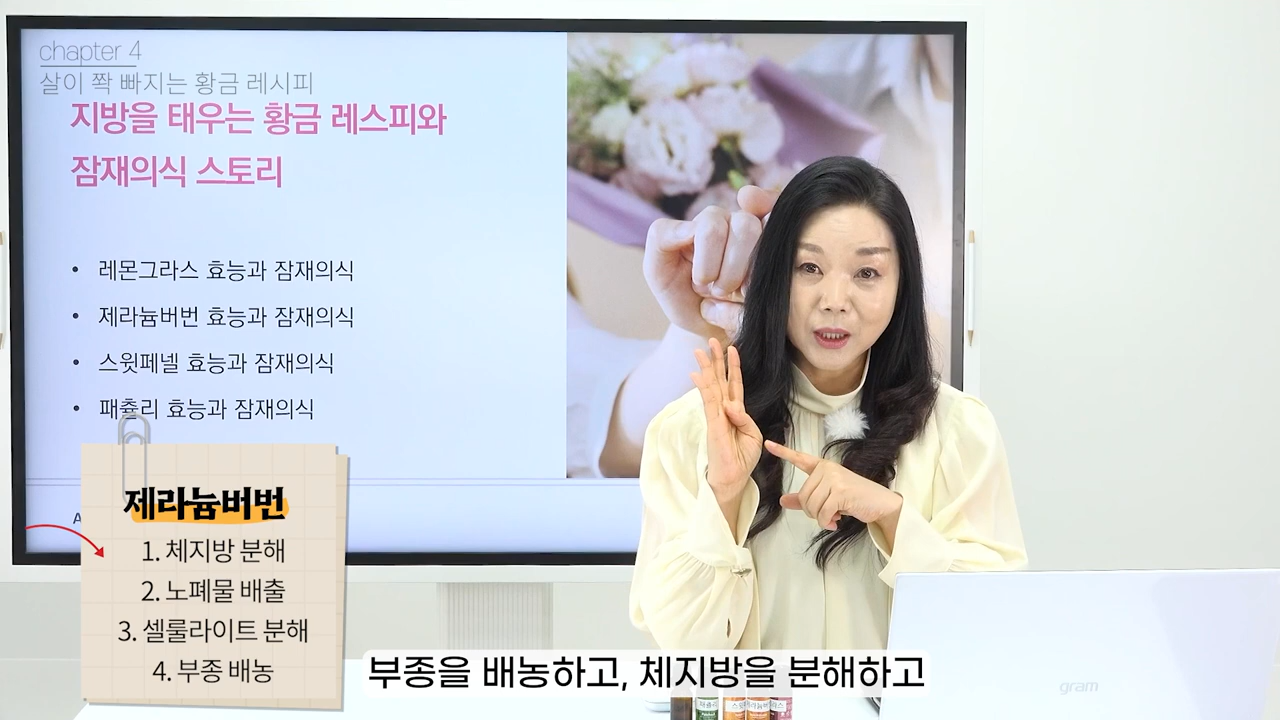 chapter 4
살이 쫙 빠지는 황금 레시피
지방을 태우는 황금 레스피와
잠재의식 스토리
• 레몬그라스 효능과 잠재의식
• 제라늄버번 효능과 잠재의식
• 스윗페넬 효능과 잠재의식
• 패츌리 효능과 잠재의식
A
제라늄버번
1. 체지방 분해
2. 노폐물 배출
3. 셀룰라이트 분해
4. 부종 배농
부종을 배농하고, 체지방을 분해하고
gram
패츌리